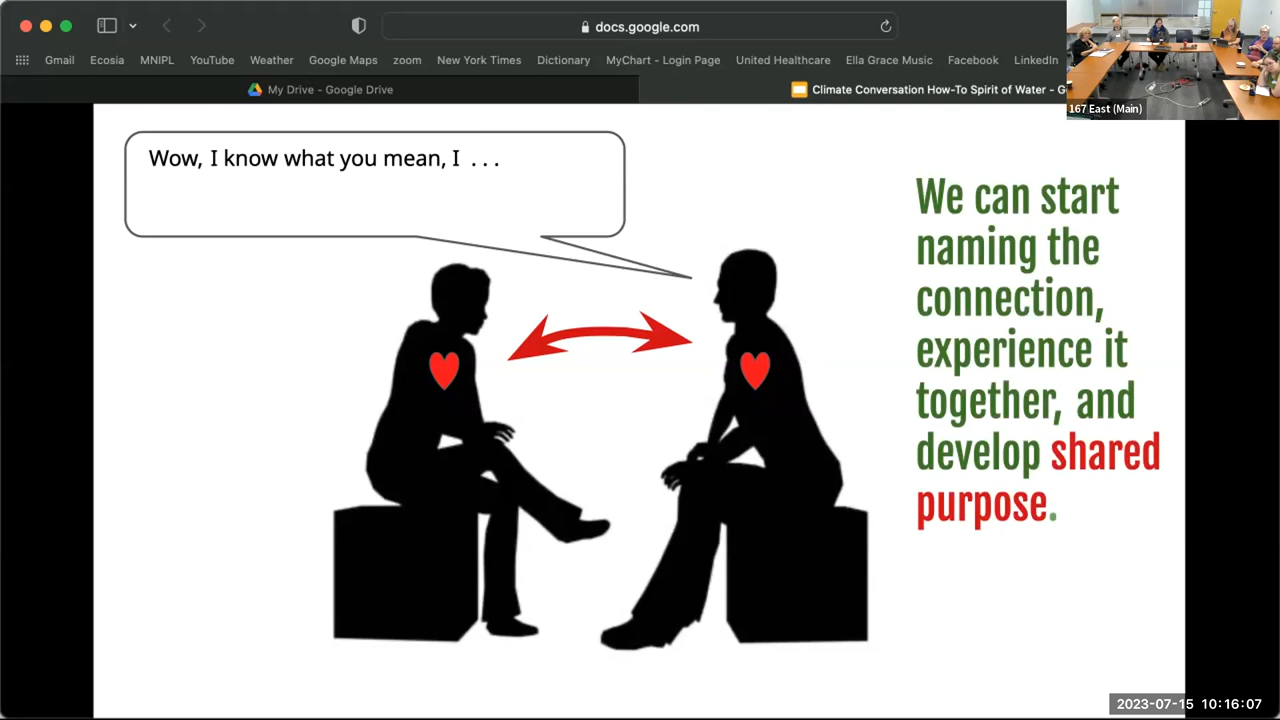 docs.google.com
Gmail Ecosia MNIPL YouTube Weather Google Maps zoom New York Times Dictionary MyChart - Login Page United Healthcare Ella Grace Music Facebook LinkedIn
My Drive - Google Drive
Climate Conversation How-To Spirit of Water - G
167 East (Main)
Wow, I know what you mean, I . . .
We can start
naming the
connection,
experience it
together, and
develop shared
purpose.
2023-07-15 10:16:07